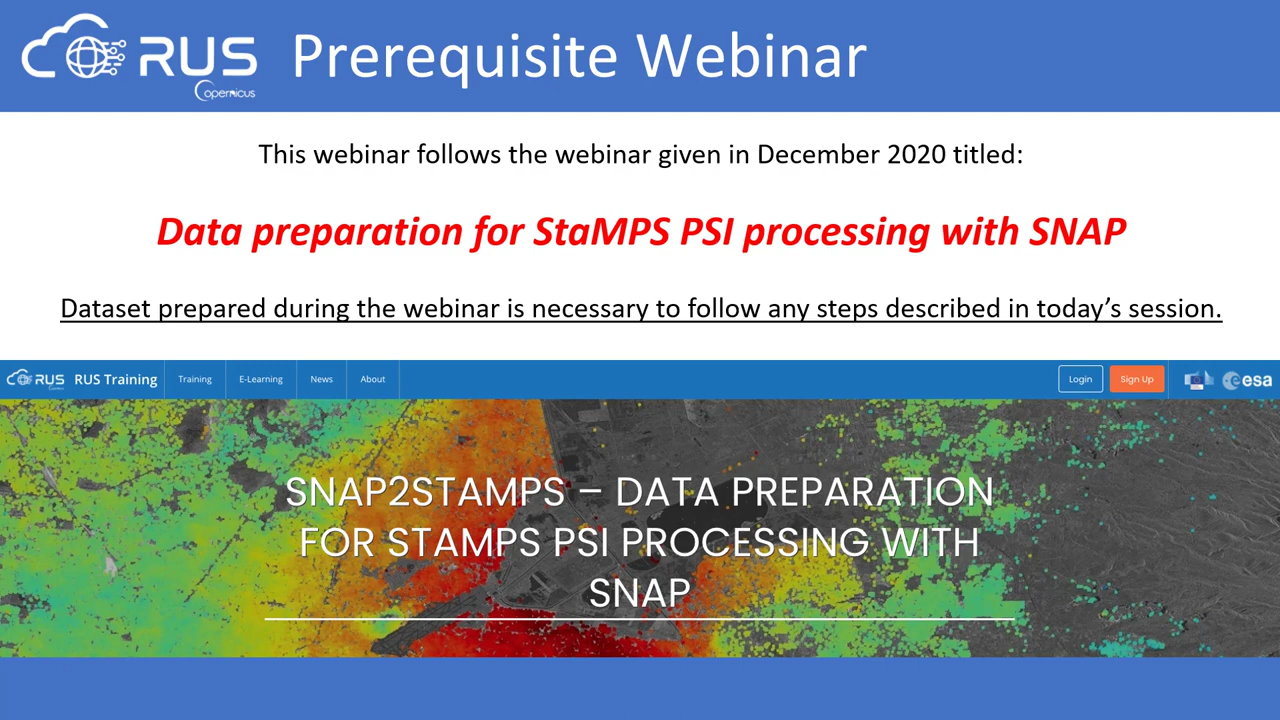 RUS
Copernicus
Prerequisite Webinar
This webinar follows the webinar given in December 2020 titled:
Data preparation for StaMPS PSI processing with SNAP
Dataset prepared during the webinar is necessary to follow any steps described in today's session.
RUS RUS Training Training E-Learning News About Login Sign Up esa
SNAP2STAMPS – DATA PREPARATION
FOR STAMPS PSI PROCESSING WITH
SNAP